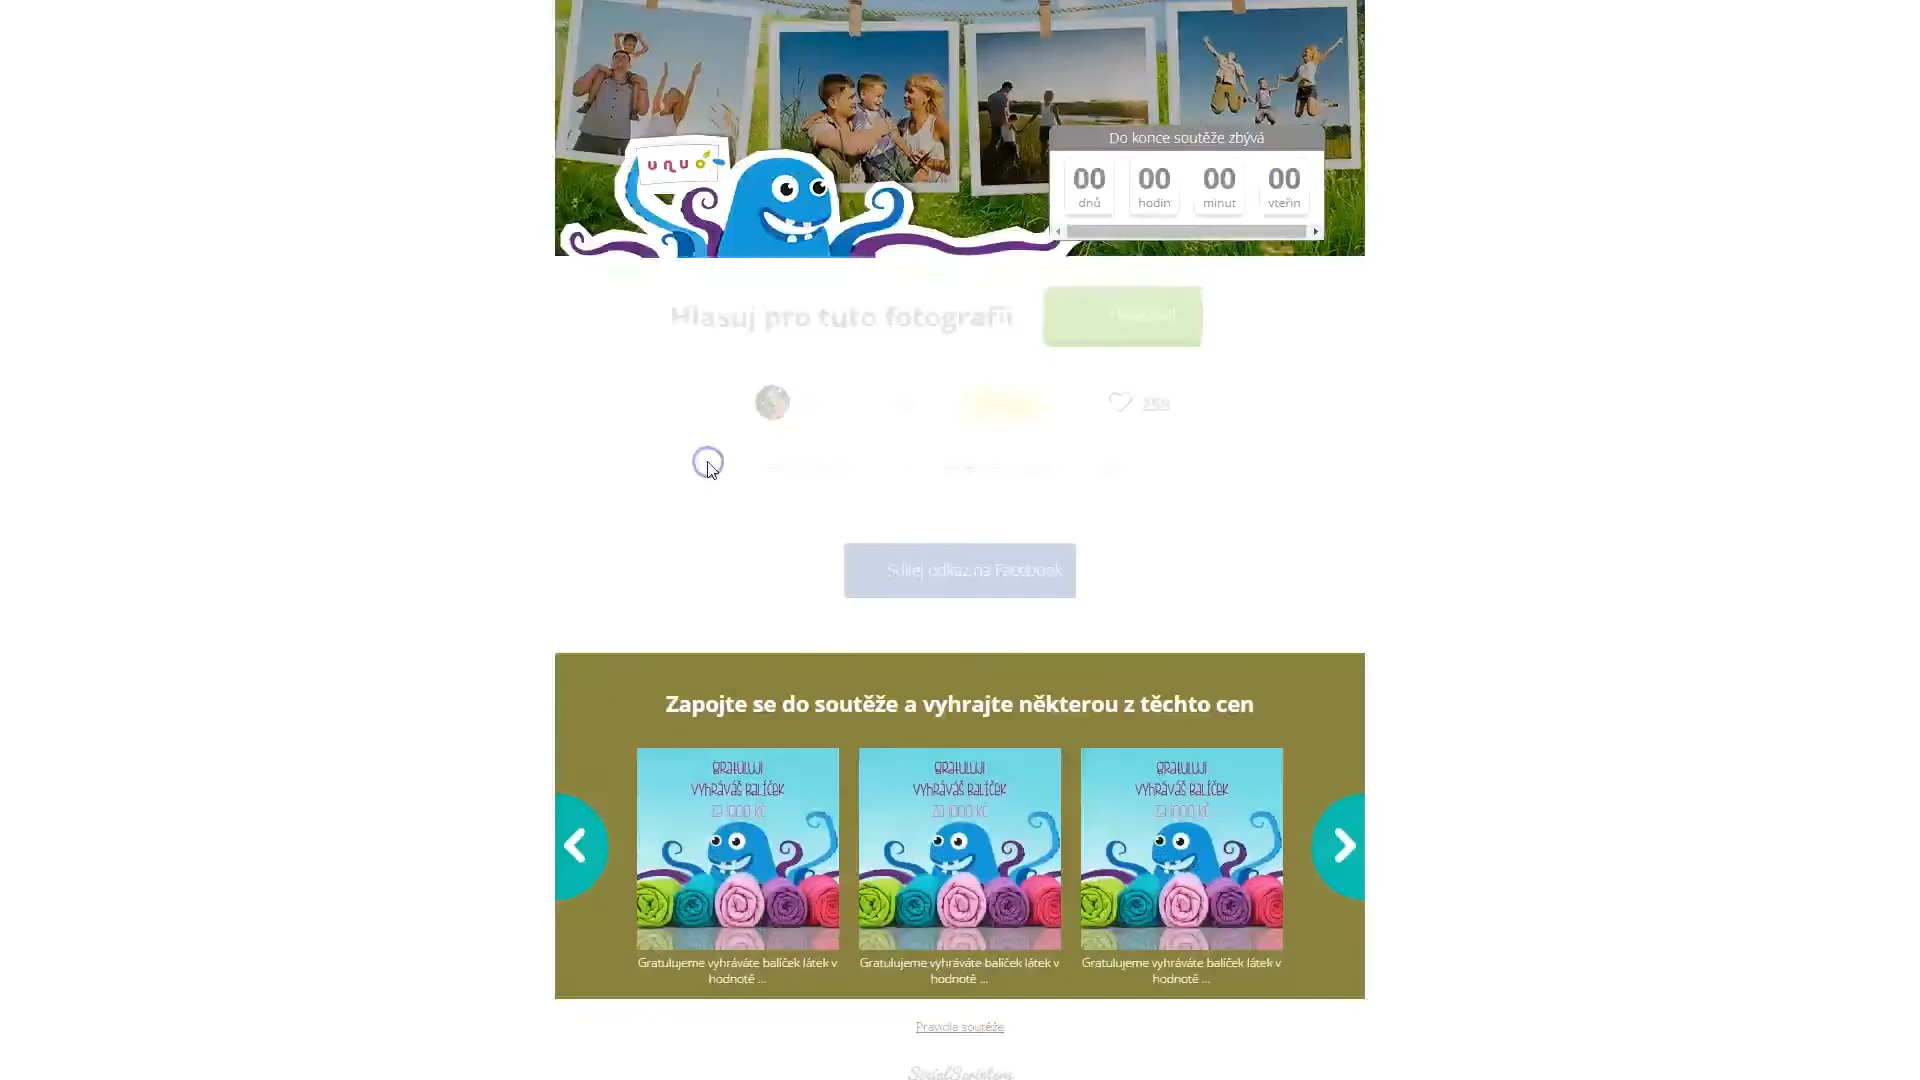 unuo
Do konce soutěže zbývá
00 00 00 00
dnů hodin minut vteřin
Hlasuj pro tuto fotografii
Sdílej odkaz na Facebook
Zapojte se do soutěže a vyhrajte některou z těchto cen
Gratuluji
vyhráváš balíček
za 1000 Kč
Gratuluji
vyhráváš balíček
za 1000 Kč
Gratuluji
vyhráváš balíček
za 1000 Kč
Gratulujeme vyhráváte balíček látek v
hodnotě ...
Gratulujeme vyhráváte balíček látek v
hodnotě ...
Gratulujeme vyhráváte balíček látek v
hodnotě ...
Pravidla soutěže
SocialSprinters